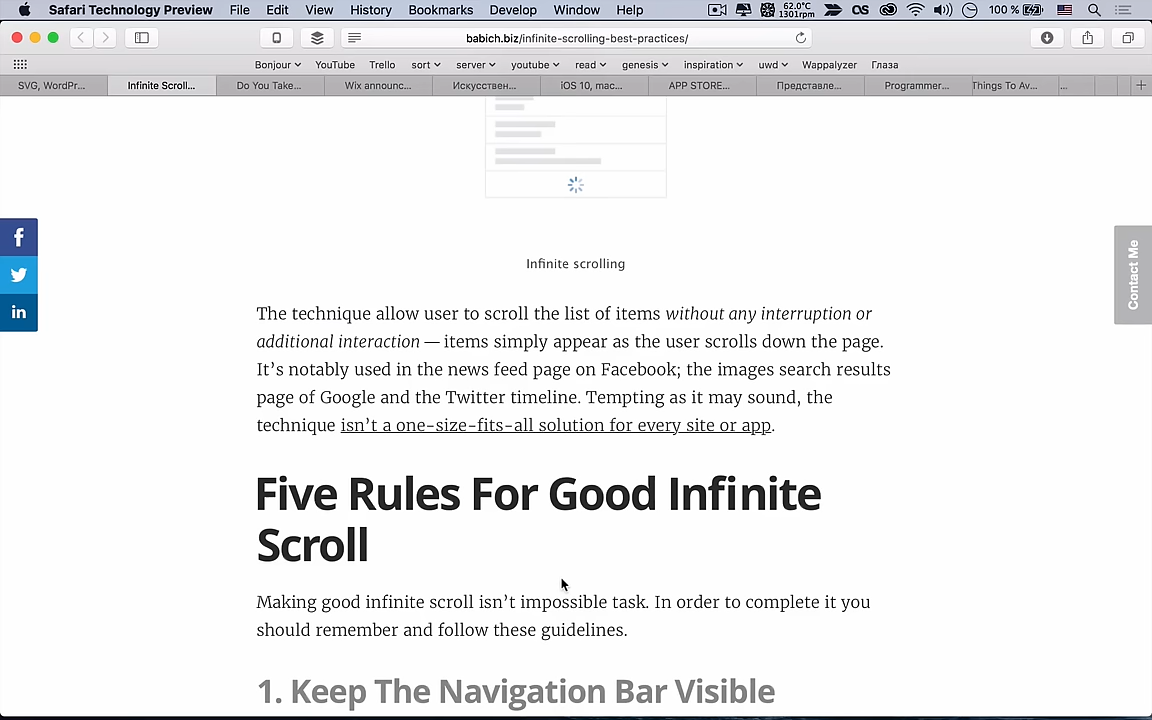 Safari Technology Preview File Edit View History Bookmarks Develop Window Help 62.0°C 1301rpm OS 100 %
babich.biz/infinite-scrolling-best-practices/
Bonjour YouTube Trello sort server youtube read genesis inspiration uwd Wappalyzer Глаза
SVG, WordPr... Infinite Scroll... Do You Take... Wix announc... Искусствен... iOS 10, mac... APP STORE... Представле... Programmer... Things To Av... ...
Infinite scrolling
f
in
Contact Me
The technique allow user to scroll the list of items without any interruption or
additional interaction — items simply appear as the user scrolls down the page.
It’s notably used in the news feed page on Facebook; the images search results
page of Google and the Twitter timeline. Tempting as it may sound, the
technique isn’t a one-size-fits-all solution for every site or app.
Five Rules For Good Infinite
Scroll
Making good infinite scroll isn’t impossible task. In order to complete it you
should remember and follow these guidelines.
1. Keep The Navigation Bar Visible